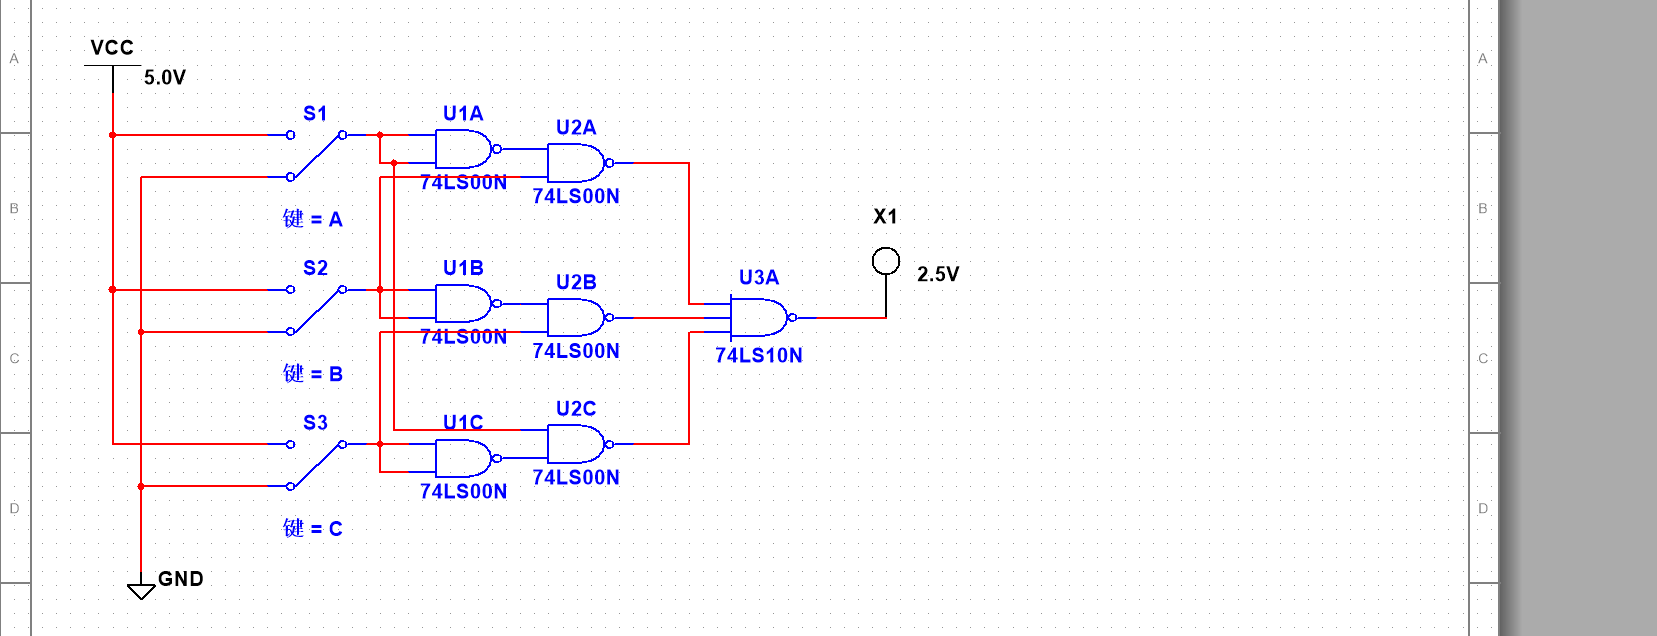 A
A
VCC
5.0V
S1
U1A
U2A
74LS00N
74LS00N
键 = A
B
B
X1
2.5V
S2
U1B
U2B
U3A
74LS00N
74LS00N
74LS10N
C
C
键 = B
S3
U1C
U2C
74LS00N
74LS00N
键 = C
D
D
GND